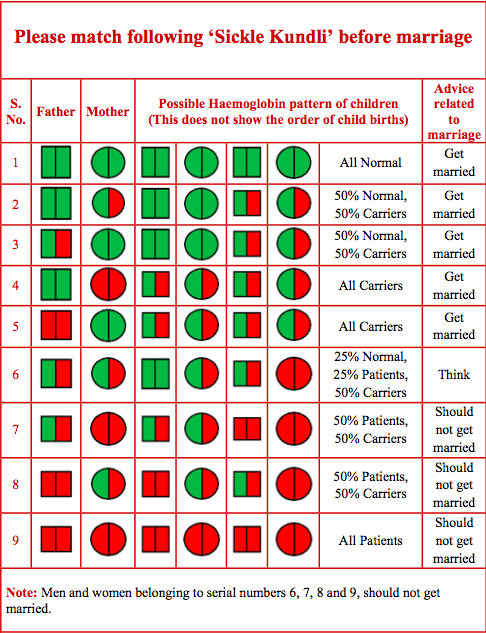 Please match following ‘Sickle Kundli’ before marriage
S. No.
Father
Mother
Possible Haemoglobin pattern of children
(This does not show the order of child births)
Advice
related
to
marriage
1
All Normal
Get
married
2
50% Normal,
50% Carriers
Get
married
3
50% Normal,
50% Carriers
Get
married
4
All Carriers
Get
married
5
All Carriers
Get
married
6
25% Normal,
25% Patients,
50% Carriers
Think
7
50% Patients,
50% Carriers
Should
not get
married
8
50% Patients,
50% Carriers
Should
not get
married
9
All Patients
Should
not get
married
Note: Men and women belonging to serial numbers 6, 7, 8 and 9, should not get
married.